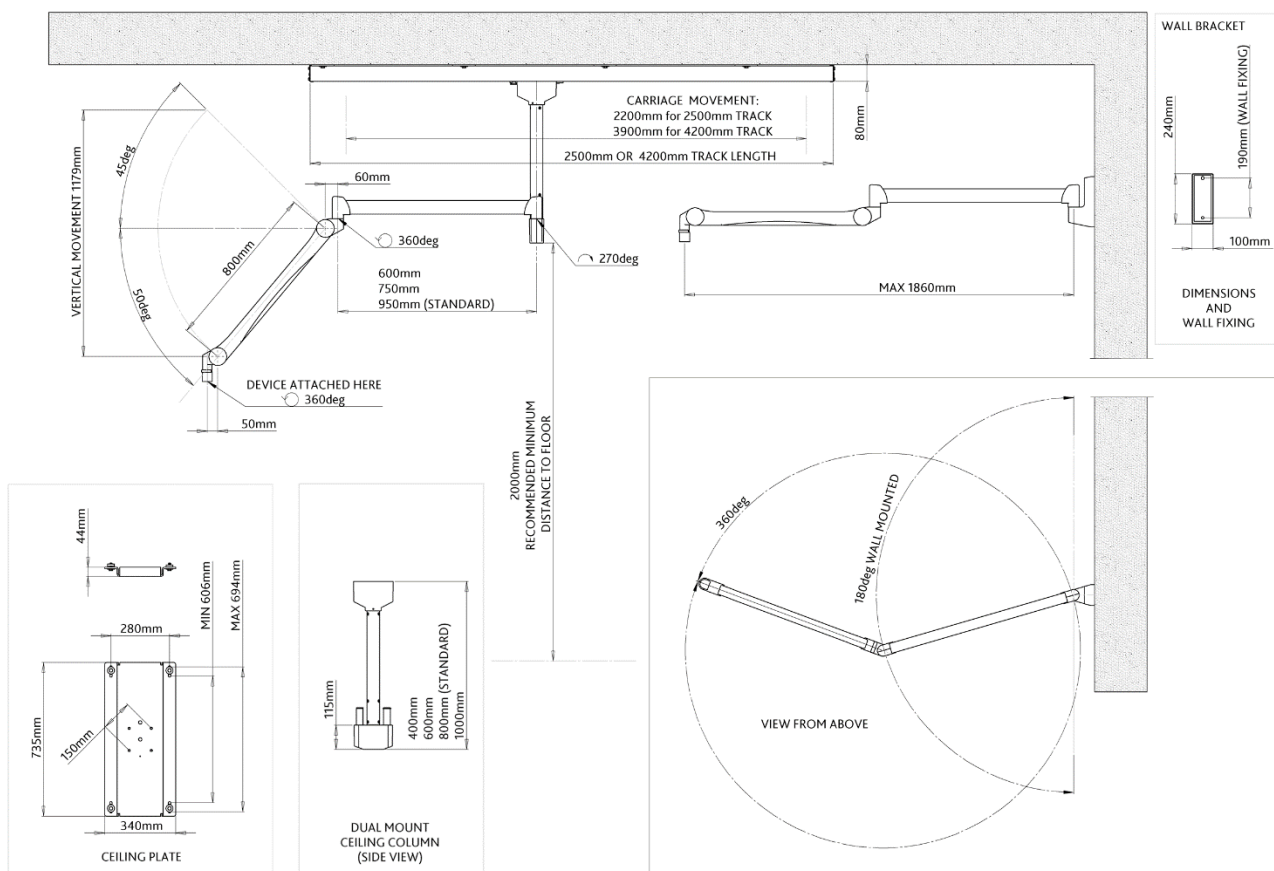 WALL BRACKET
240mm
190mm (WALL FIXING)
100mm
DIMENSIONS
AND
WALL FIXING
CARRIAGE MOVEMENT:
2200mm for 2500mm TRACK
3900mm for 4200mm TRACK
2500mm OR 4200mm TRACK LENGTH
80mm
VERTICAL MOVEMENT 1179mm
45deg
50deg
60mm
800mm
360deg
270deg
600mm
750mm
950mm (STANDARD)
MAX 1860mm
DEVICE ATTACHED HERE
360deg
50mm
2000mm
RECOMMENDED MINIMUM
DISTANCE TO FLOOR
44mm
280mm
MIN 606mm
MAX 694mm
735mm
150mm
340mm
CEILING PLATE
115mm
400mm
600mm
800mm (STANDARD)
1000mm
DUAL MOUNT
CEILING COLUMN
(SIDE VIEW)
360deg
180deg WALL MOUNTED
VIEW FROM ABOVE